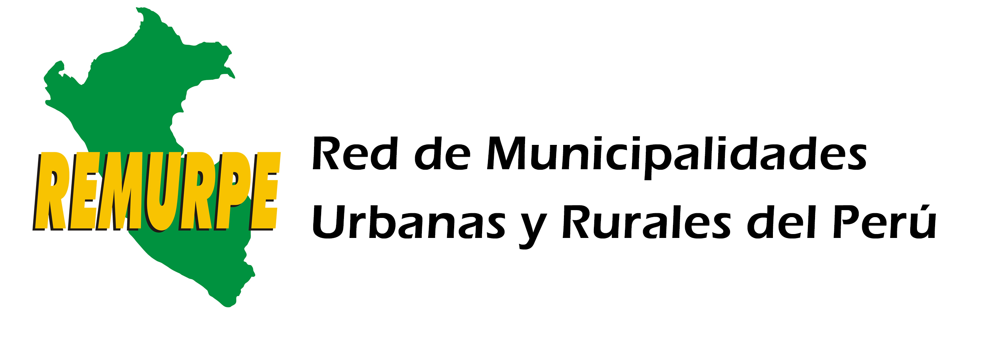 REMURPE
Red de Municipalidades
Urbanas y Rurales del Perú